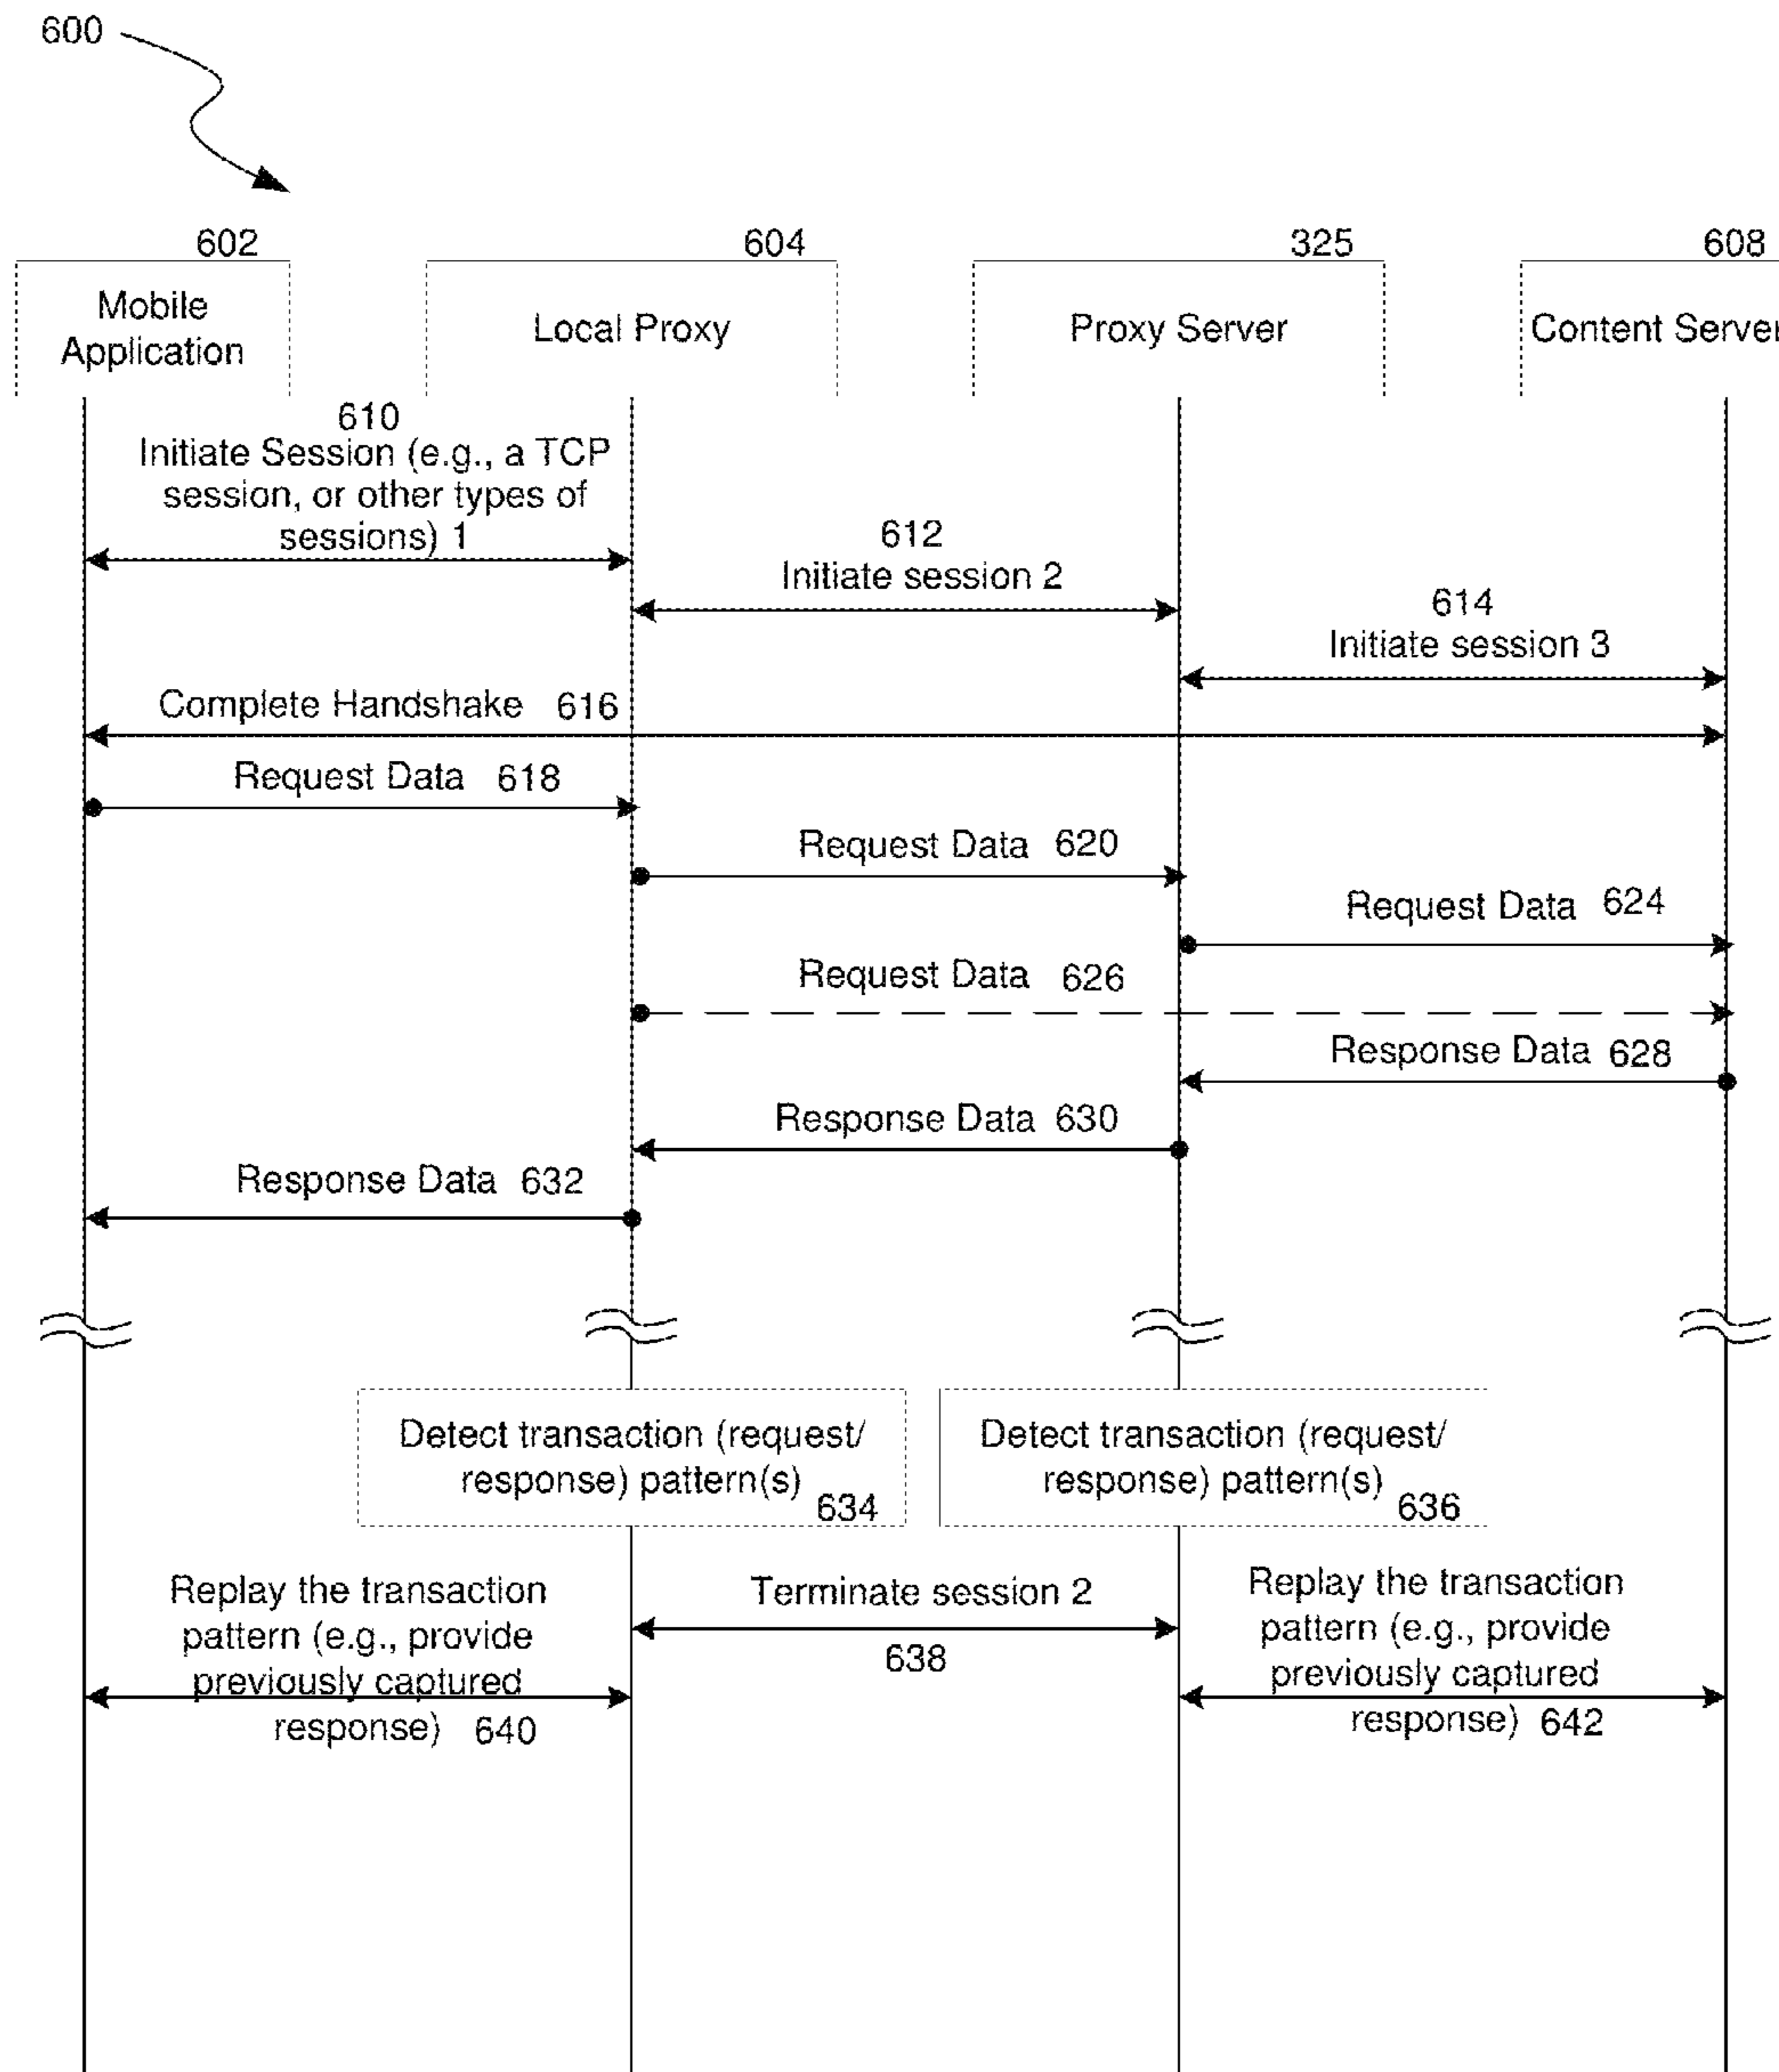 600
602
604
325
608
Mobile
Application
Local Proxy
Proxy Server
Content Server
610
Initiate Session (e.g., a TCP
session, or other types of
sessions) 1
612
Initiate session 2
614
Initiate session 3
Complete Handshake 616
Request Data 618
Request Data 620
Request Data 624
Request Data 626
Response Data 628
Response Data 630
Response Data 632
Detect transaction (request/
response) pattern(s)
634
Detect transaction (request/
response) pattern(s)
636
Replay the transaction
pattern (e.g., provide
previously captured
response) 640
Terminate session 2
638
Replay the transaction
pattern (e.g., provide
previously captured
response) 642